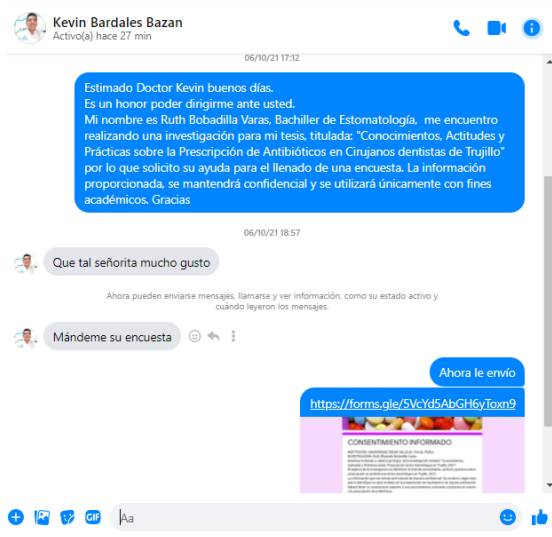 Kevin Bardales Bazan
Activo(a) hace 27 min
06/10/21 17:12
Estimado Doctor Kevin buenos días.
Es un honor poder dirigirme ante usted.
Mi nombre es Ruth Bobadilla Varas, Bachiller de Estomatología, me encuentro
realizando una investigación para mi tesis, titulada: "Conocimientos, Actitudes y
Prácticas sobre la Prescripción de Antibióticos en Cirujanos dentistas de Trujillo"
por lo que solicito su ayuda para el llenado de una encuesta. La información
proporcionada, se mantendrá confidencial y se utilizará únicamente con fines
académicos. Gracias
06/10/21 18:57
Que tal señorita mucho gusto
Ahora pueden enviarse mensajes, llamarse y ver información, como su estado activo y
cuándo leyeron los mensajes.
Mándeme su encuesta
Ahora le envío
https://forms.gle/5VcYd5AbGH6yToxn9
CONSENTIMIENTO INFORMADO
GIF
Aa